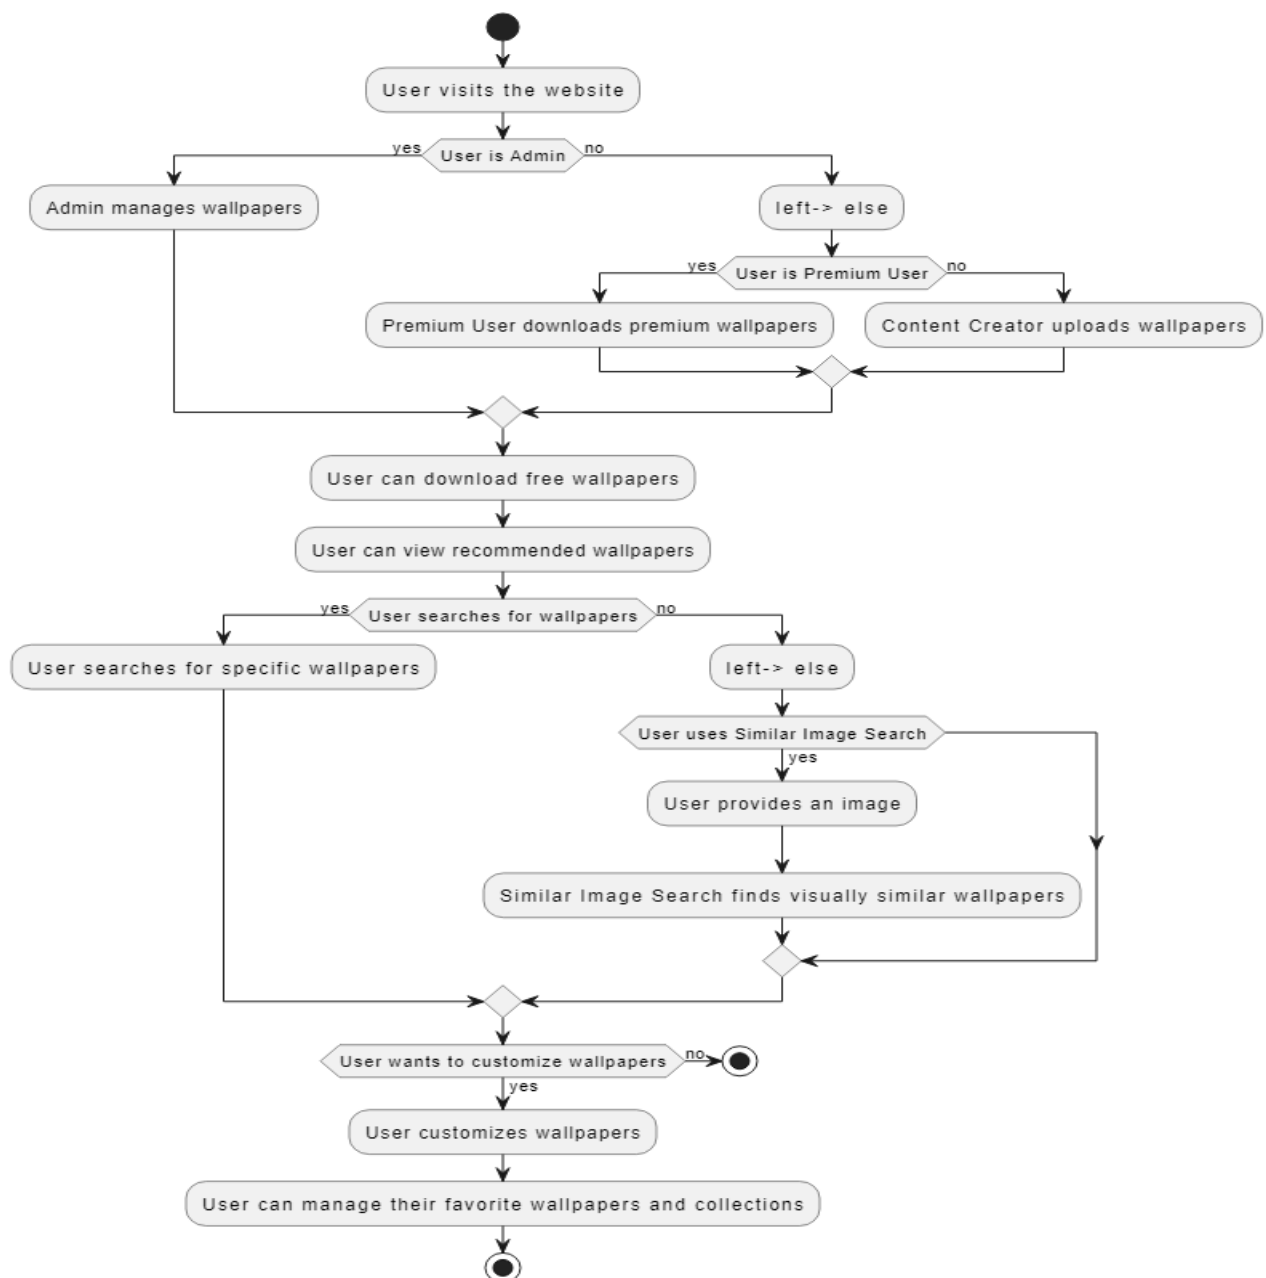 User visits the website
yes
User is Admin
no
Admin manages wallpapers
left-> else
yes
User is Premium User
no
Premium User downloads premium wallpapers
Content Creator uploads wallpapers
User can download free wallpapers
User can view recommended wallpapers
yes
User searches for wallpapers
no
User searches for specific wallpapers
left-> else
User uses Similar Image Search
yes
User provides an image
Similar Image Search finds visually similar wallpapers
User wants to customize wallpapers
no
yes
User customizes wallpapers
User can manage their favorite wallpapers and collections